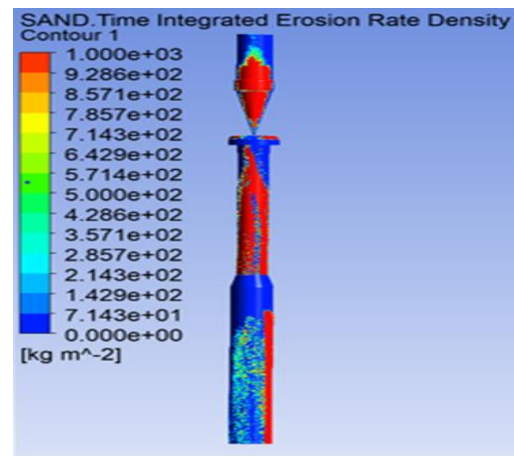 SAND.Time Integrated Erosion Rate Density
Contour 1
1.000e+03
9.286e+02
8.571e+02
7.857e+02
7.143e+02
6.429e+02
5.714e+02
5.000e+02
4.286e+02
3.571e+02
2.857e+02
2.143e+02
1.429e+02
7.143e+01
0.000e+00
[kg m^-2]